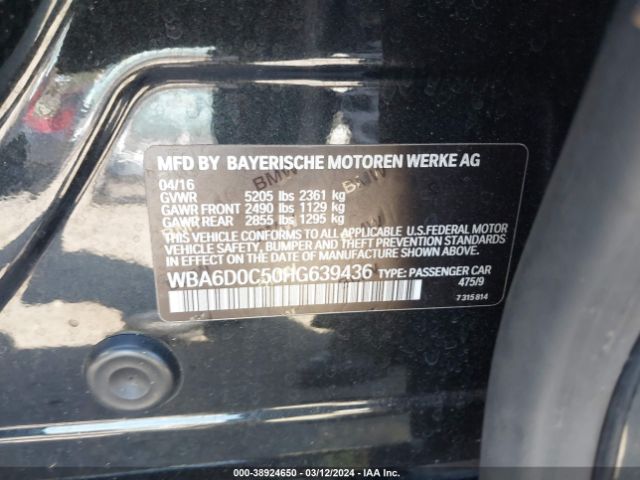 MFD BY BAYERISCHE MOTOREN WERKE AG
04/16
GVWR 5205 lbs 2361 kg
GAWR FRONT 2490 lbs 1129 kg
GAWR REAR 2855 lbs 1295 kg
THIS VEHICLE CONFORMS TO ALL APPLICABLE U.S.FEDERAL MOTOR
VEHICLE SAFETY, BUMPER AND THEFT PREVENTION STANDARDS
IN EFFECT ON THE DATE OF MANUFACTURE SHOWN ABOVE.
WBA6D0C50HG639436 TYPE: PASSENGER CAR
475/9
7 315 814
000-38924650 - 03/12/2024 - IAA Inc.